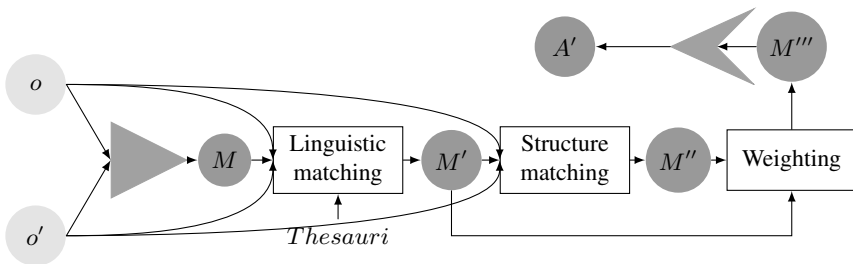 A′
M‴
o
M
Linguistic
matching
M′
Structure
matching
M″
Weighting
o′
Thesauri